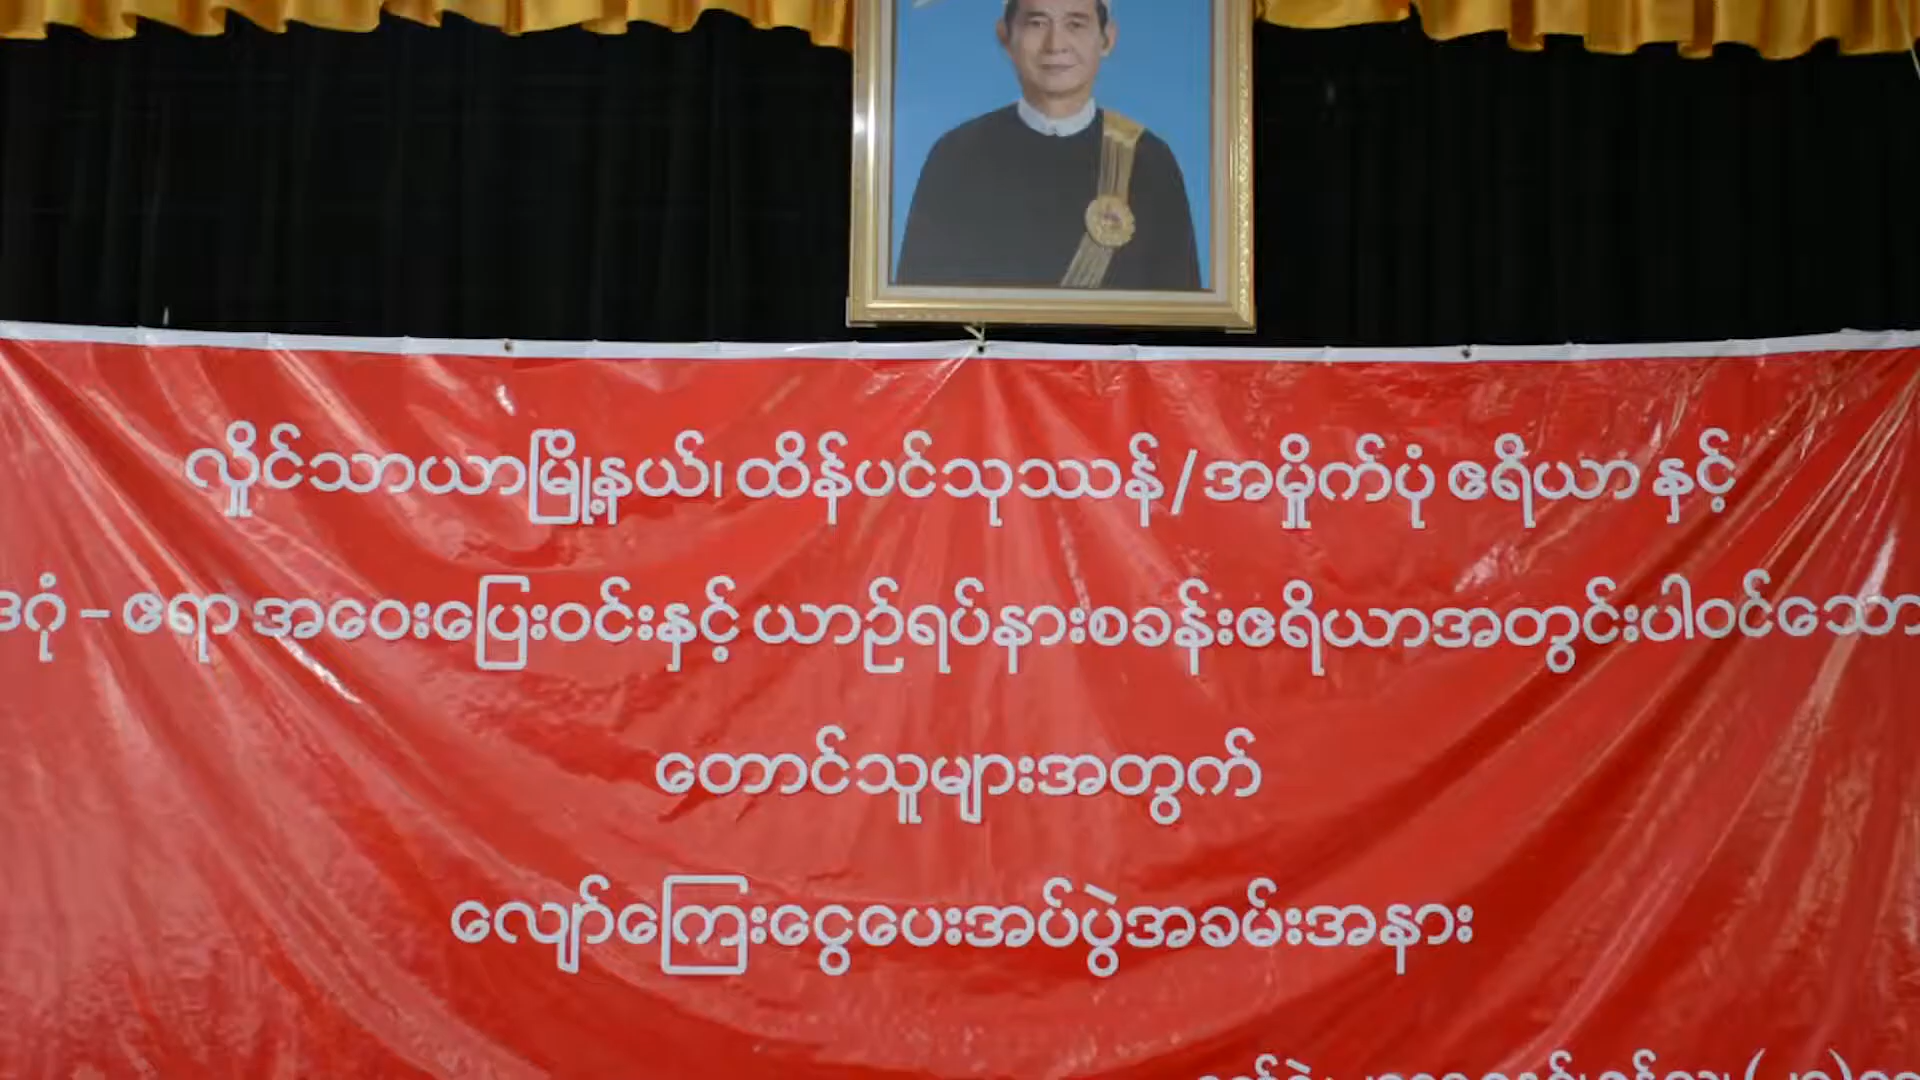 လှိုင်သာယာမြို့နယ်၊ ထိန်ပင်သုဿန်/အမှိုက်ပုံ ဧရိယာ နှင့်
ဒဂုံ – ဧရာ အဝေးပြေးဝင်းနှင့် ယာဉ်ရပ်နားစခန်းဧရိယာအတွင်းပါဝင်သော
တောင်သူများအတွက်
လျော်ကြေးငွေပေးအပ်ပွဲအခမ်းအနား